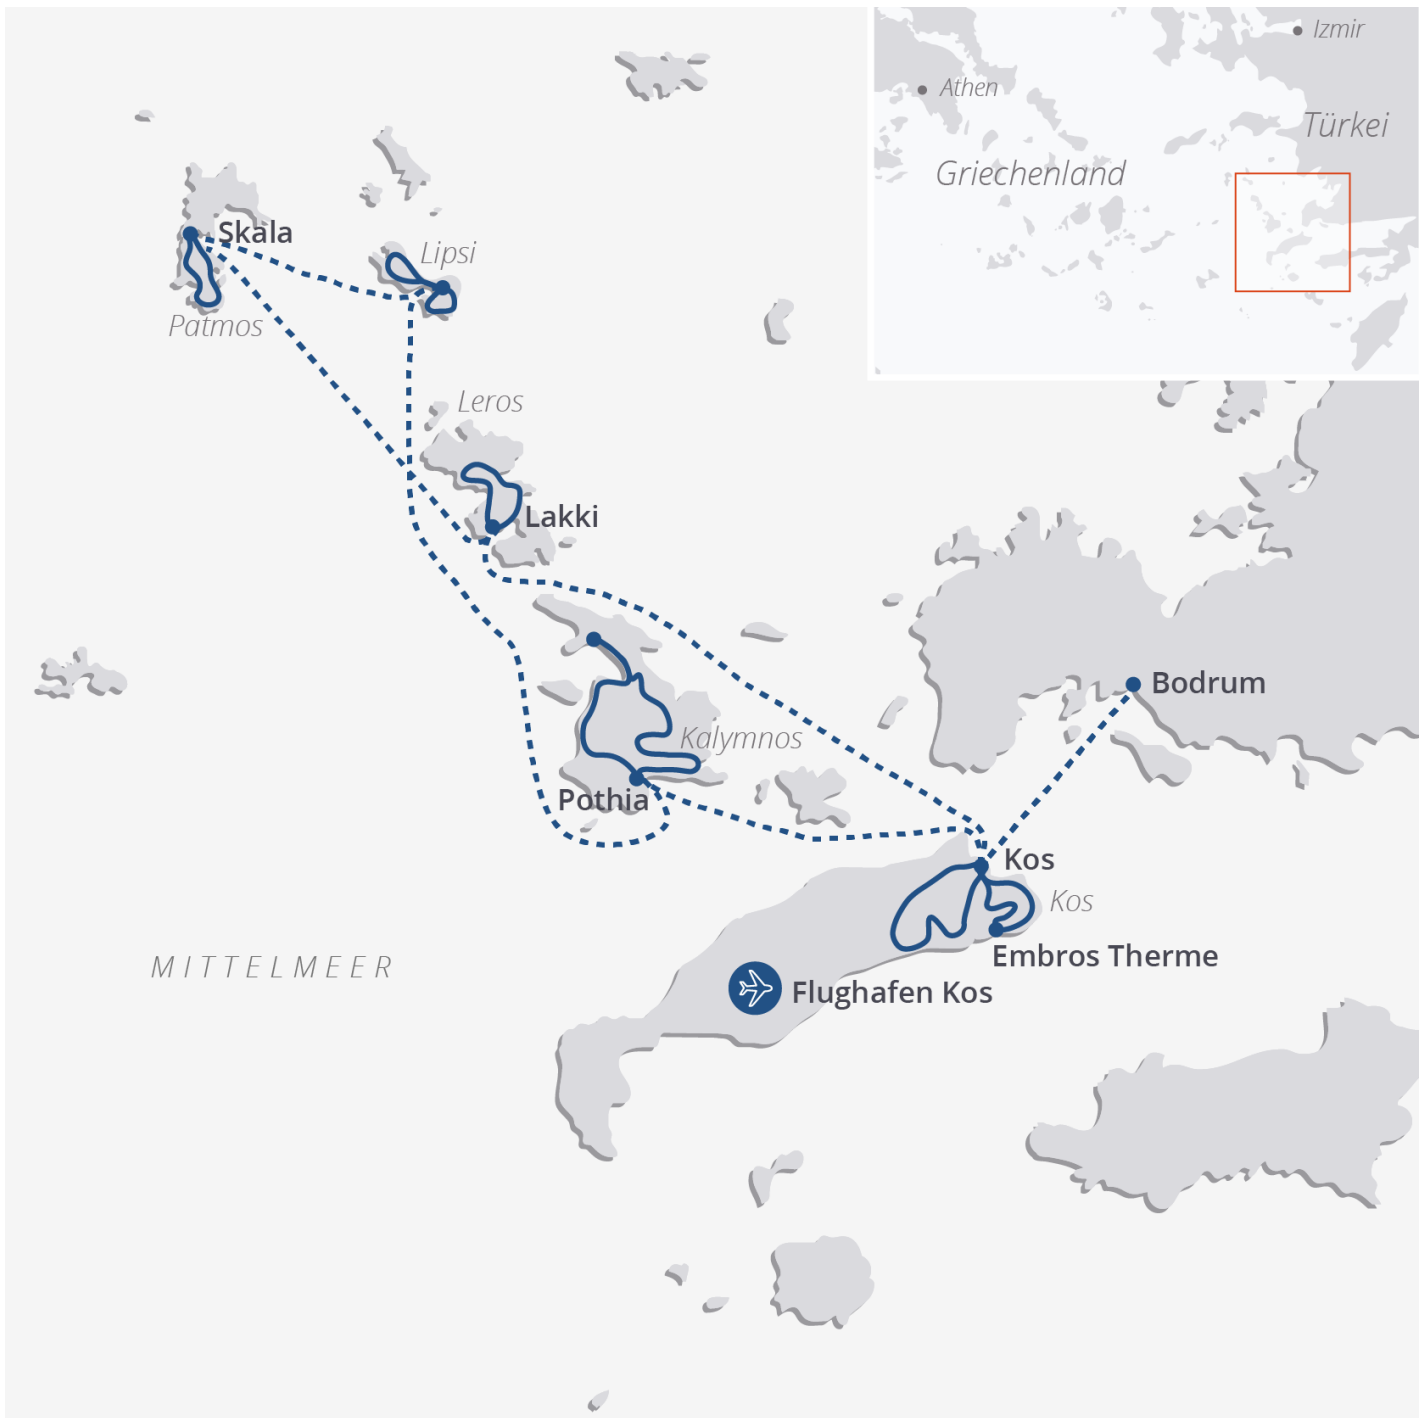 Izmir
Athen
Türkei
Griechenland
Skala
Lipsi
Patmos
Leros
Lakki
Bodrum
Kalymnos
Pothia
Kos
Kos
Embros Therme
MITTELMEER
Flughafen Kos